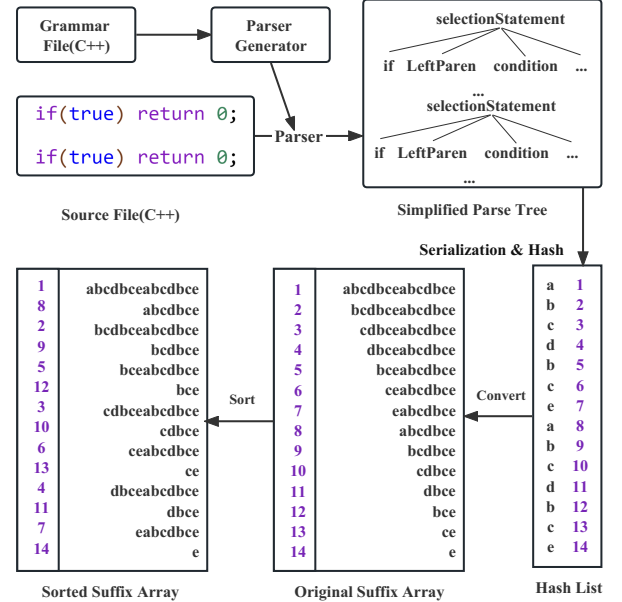 Grammar
File(C++)
Parser
Generator
selectionStatement
if LeftParen condition ...
...
selectionStatement
if LeftParen condition ...
...
if(true) return 0;
if(true) return 0;
Parser
Source File(C++)
Simplified Parse Tree
Serialization & Hash
1 abcdbceabcdbce
8 abcdbce
2 bcdbceabcdbce
9 bcdbce
5 bceabcdbce
12 bce
3 cdbceabcdbce
10 cdbce
6 ceabcdbce
13 ce
4 dbceabcdbce
11 dbce
7 eabcdbce
14 e
Sorted Suffix Array
Sort
1 abcdbceabcdbce
2 bcdbceabcdbce
3 cdbceabcdbce
4 dbceabcdbce
5 bceabcdbce
6 ceabcdbce
7 eabcdbce
8 abcdbce
9 bcdbce
10 cdbce
11 dbce
12 bce
13 ce
14 e
Original Suffix Array
Convert
a 1
b 2
c 3
d 4
b 5
c 6
e 7
a 8
b 9
c 10
d 11
b 12
c 13
e 14
Hash List